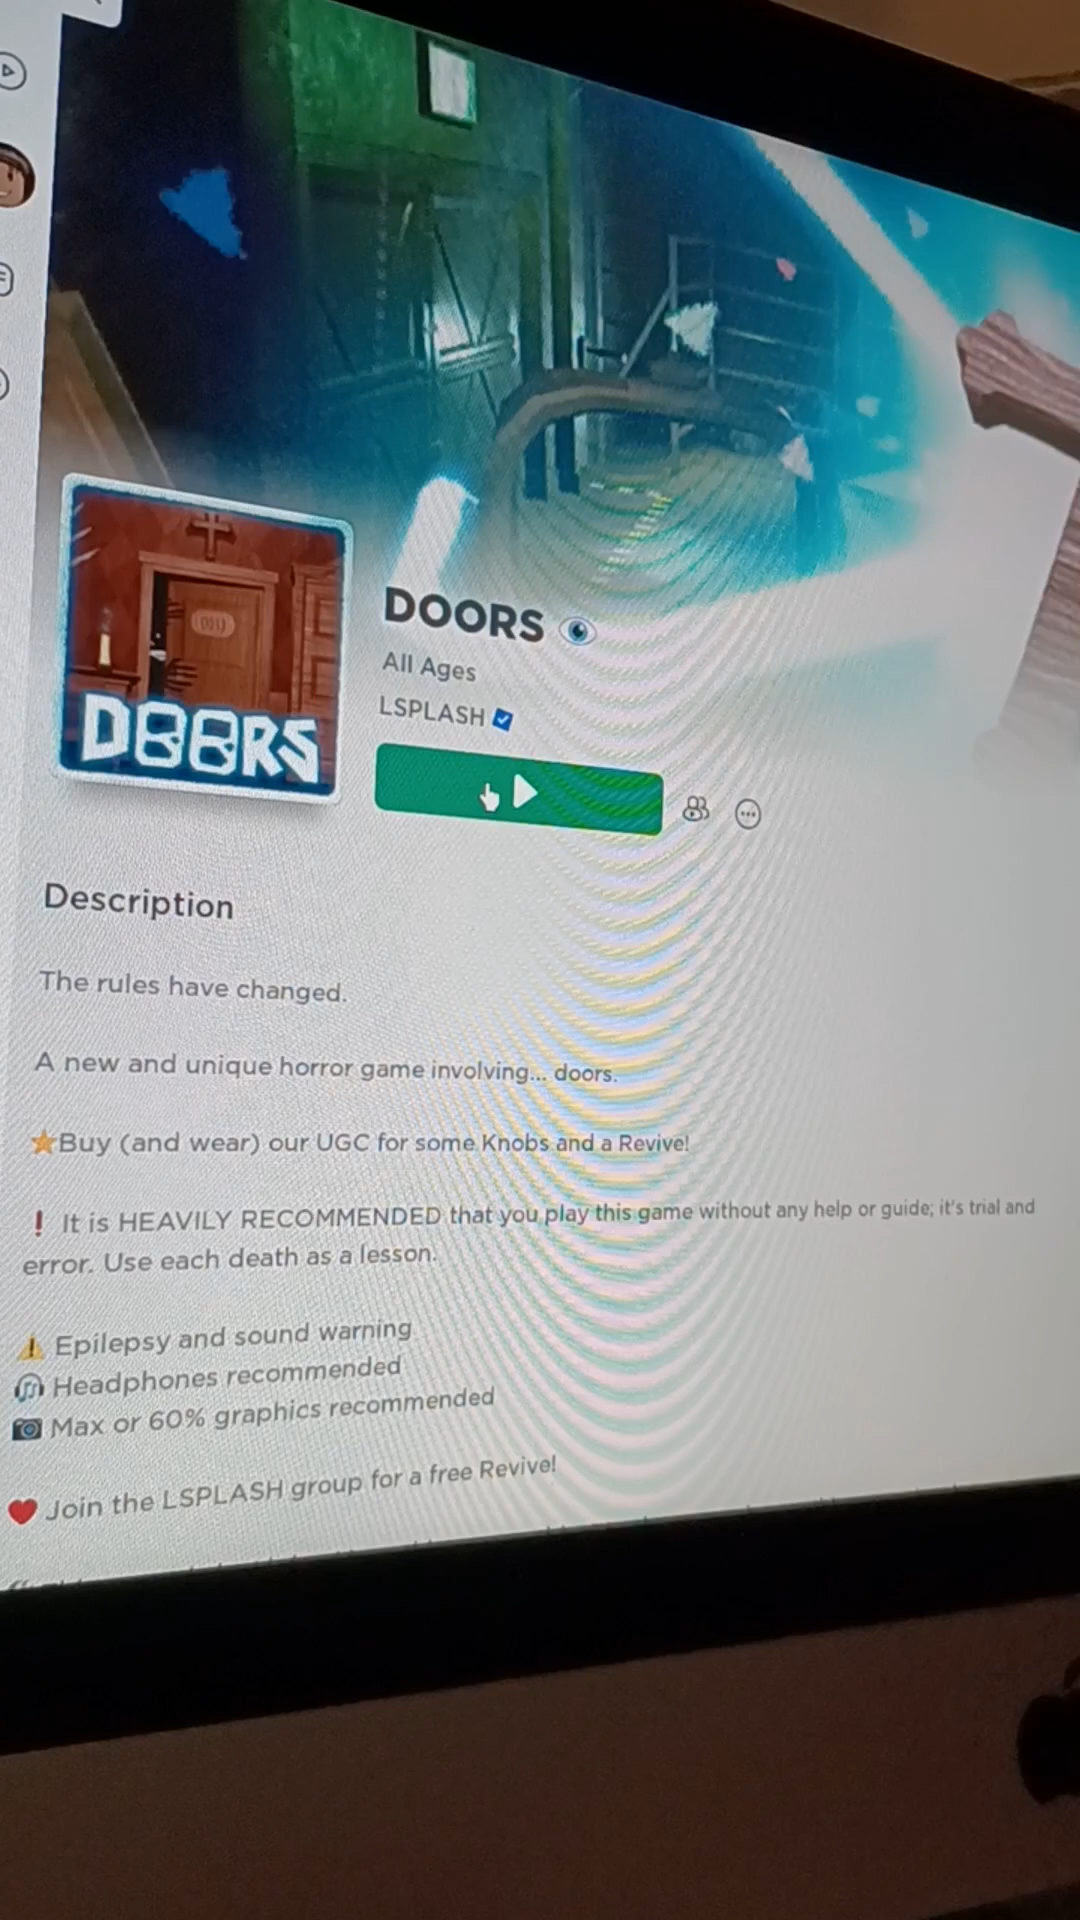 DOORS 👁️
All Ages
LSPLASH
DOORS
Description
The rules have changed.
A new and unique horror game involving... doors.
⭐Buy (and wear) our UGC for some Knobs and a Revive!
❗ It is HEAVILY RECOMMENDED that you play this game without any help or guide; it's trial and
error. Use each death as a lesson.
⚠️ Epilepsy and sound warning
🎧 Headphones recommended
📷 Max or 60% graphics recommended
❤️ Join the LSPLASH group for a free Revive!